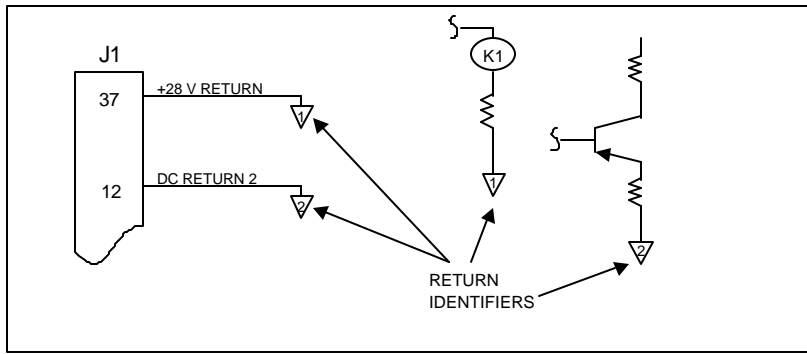 J1
37
+28 V RETURN
1
12
DC RETURN 2
2
K1
1
2
RETURN
IDENTIFIERS